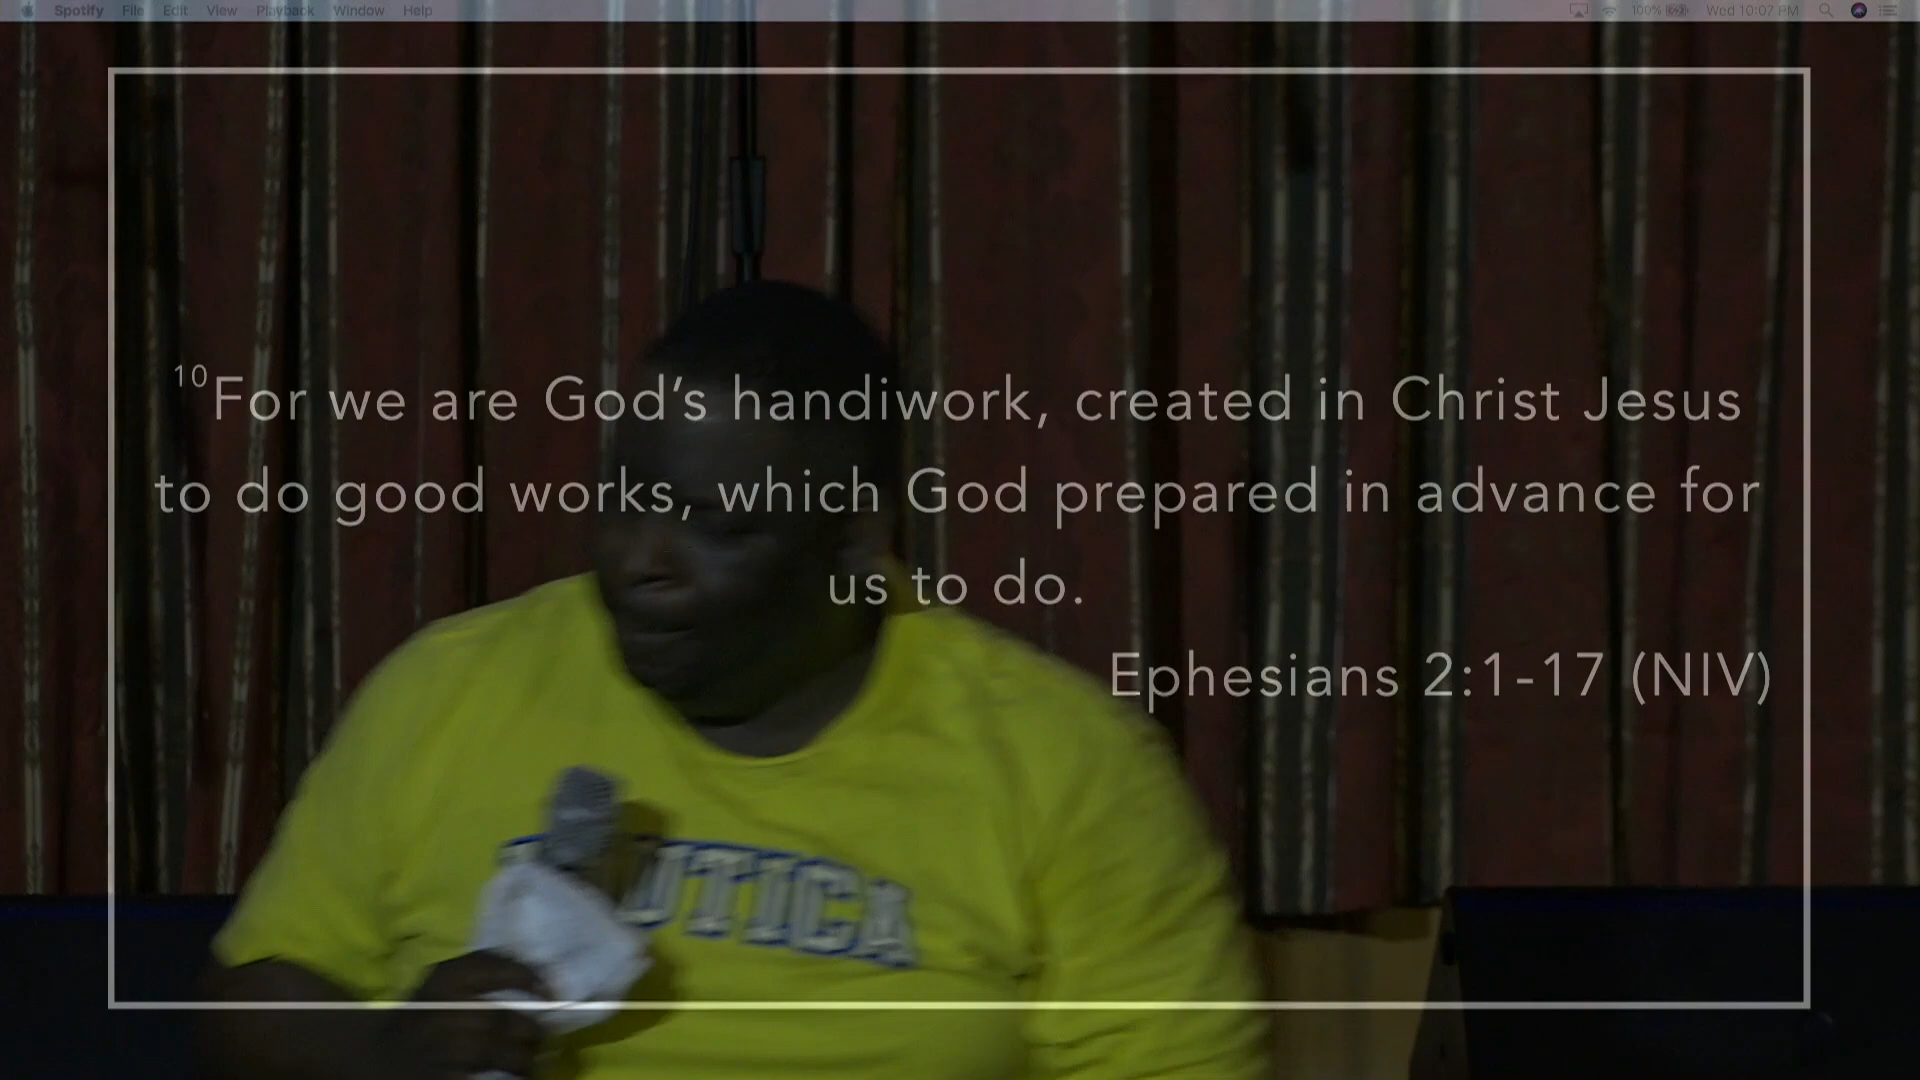 Spotify File Edit View Playback Window Help 100% Wed 10:07 PM
10For we are God’s handiwork, created in Christ Jesus
to do good works, which God prepared in advance for
us to do.
Ephesians 2:1-17 (NIV)
UTICA